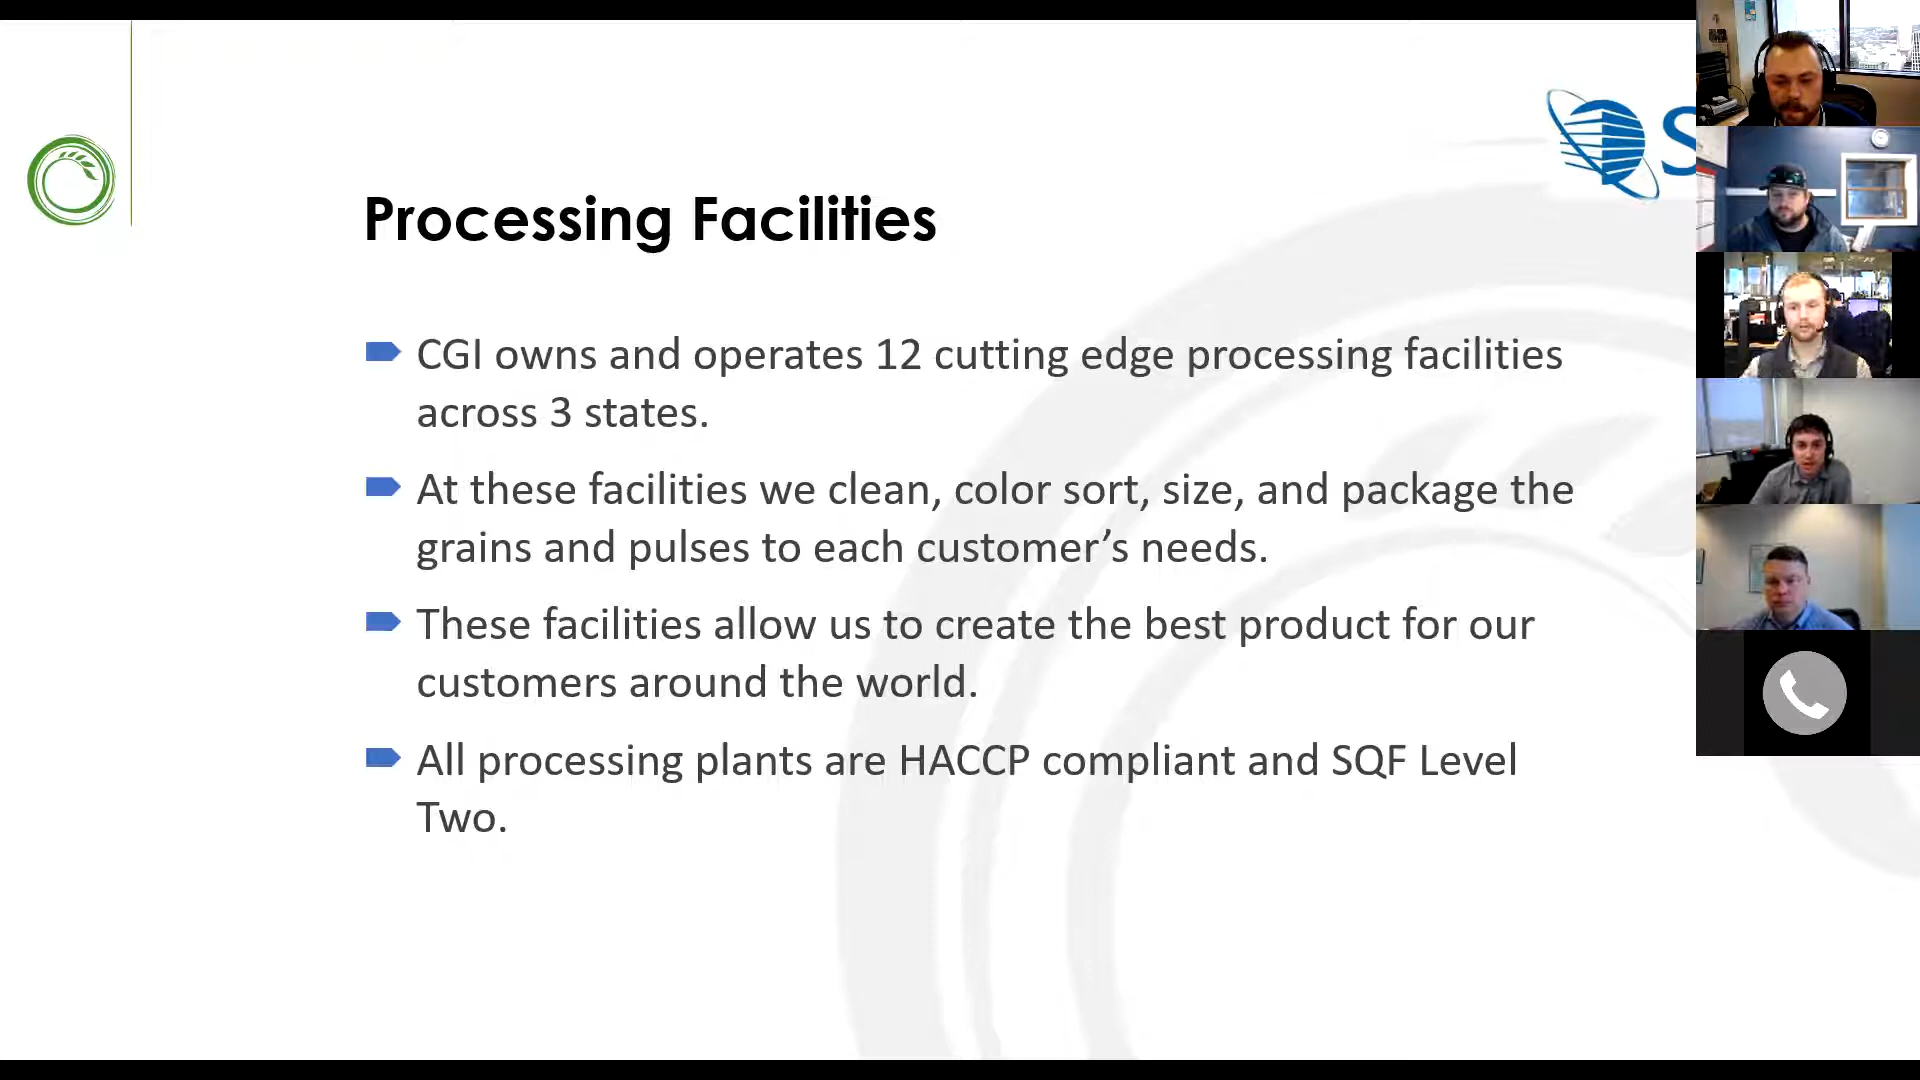 S
Processing Facilities
CGI owns and operates 12 cutting edge processing facilities
across 3 states.
At these facilities we clean, color sort, size, and package the
grains and pulses to each customer’s needs.
These facilities allow us to create the best product for our
customers around the world.
All processing plants are HACCP compliant and SQF Level
Two.